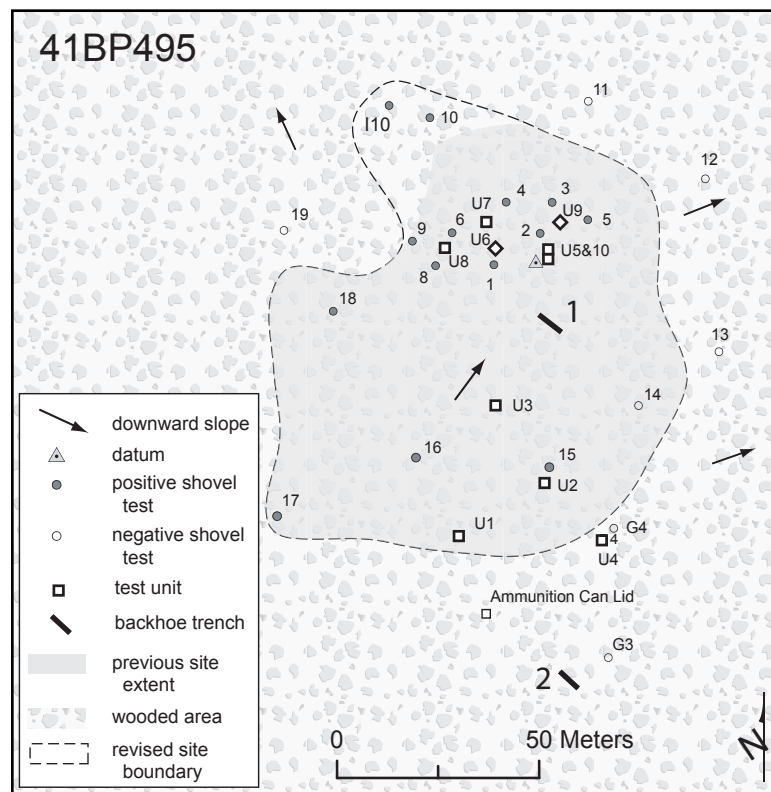 41BP495
11
I10
10
12
4
3
U7
U9
5
19
9
6
2
U6
U8
U5&10
8
1
18
1
13
U3
14
16
15
U2
17
U1
G4
4
U4
Ammunition Can Lid
G3
2
downward slope
datum
positive shovel
test
negative shovel
test
test unit
backhoe trench
previous site
extent
wooded area
revised site
boundary
0
50 Meters
N